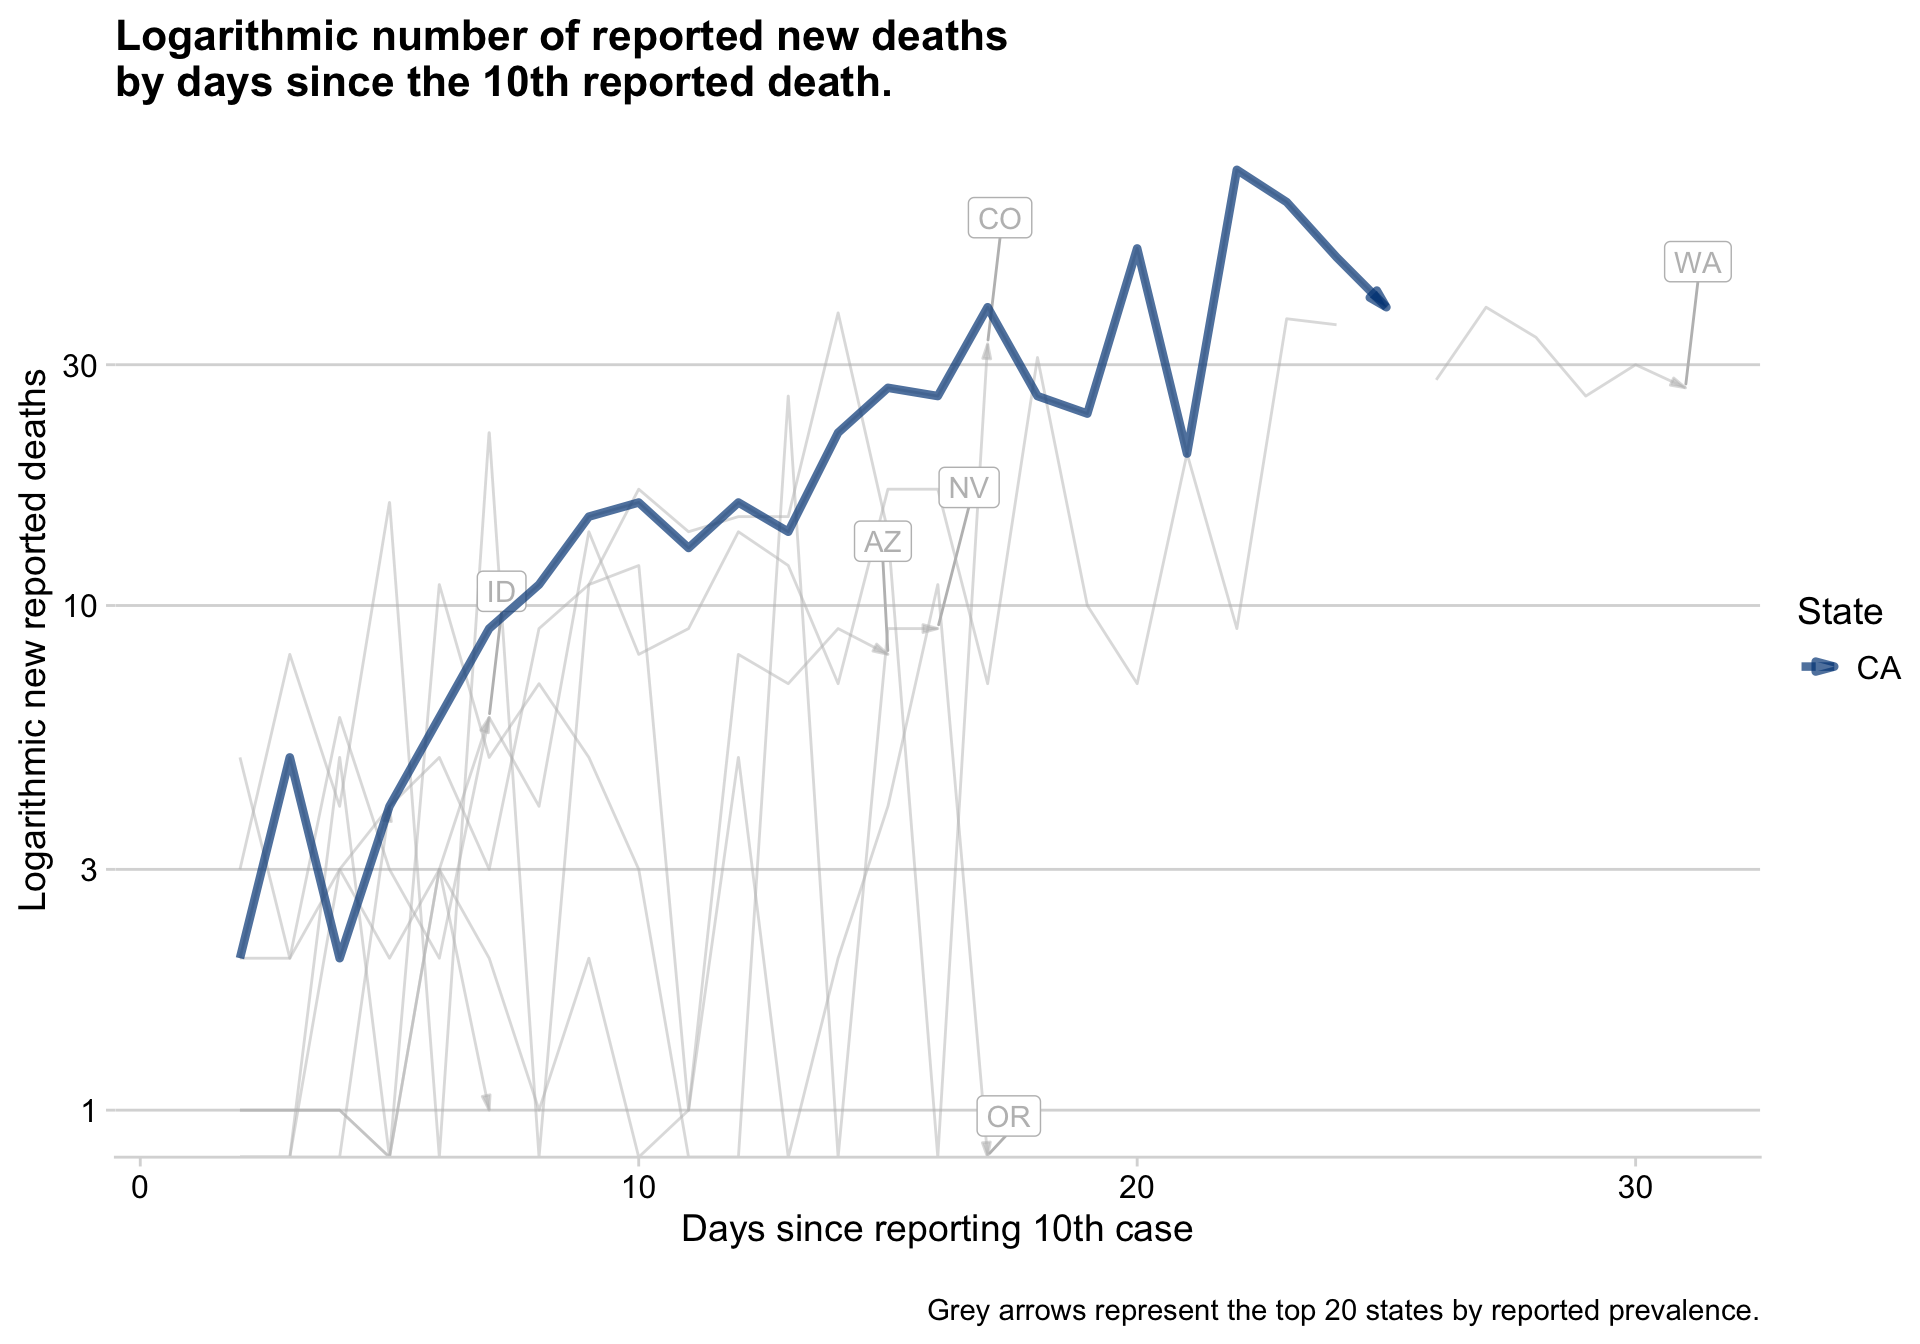 Logarithmic number of reported new deaths
by days since the 10th reported death.
CO
WA
30
NV
AZ
ID
10
3
1
OR
Logarithmic new reported deaths
State
CA
0 10 20 30
Days since reporting 10th case
Grey arrows represent the top 20 states by reported prevalence.